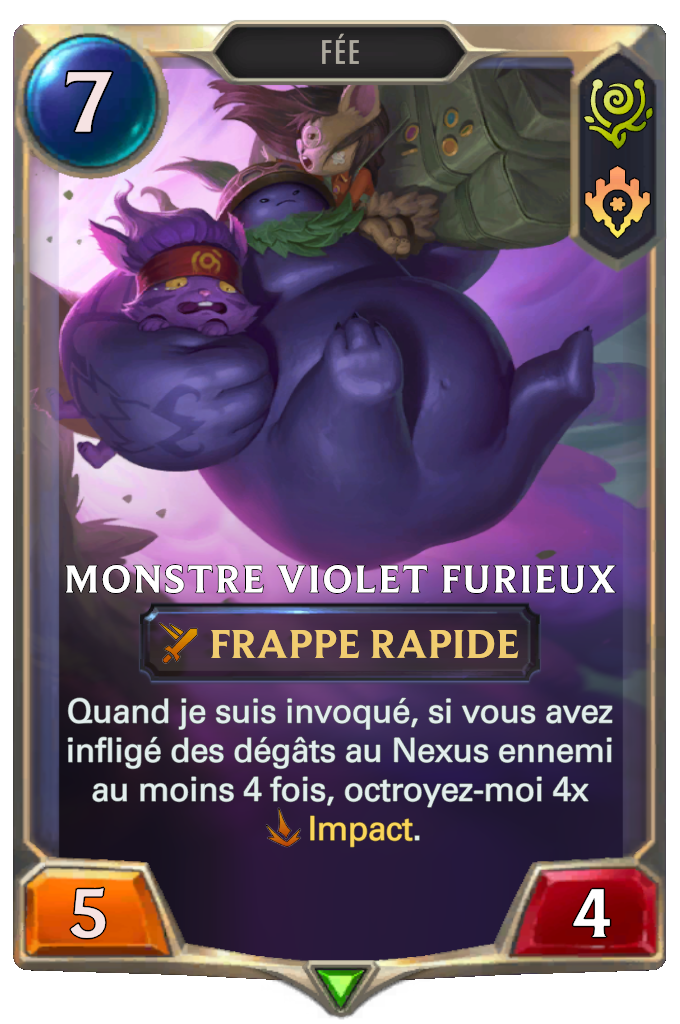 FÉE
7
MONSTRE VIOLET FURIEUX
FRAPPE RAPIDE
Quand je suis invoqué, si vous avez
infligé des dégâts au Nexus ennemi
au moins 4 fois, octroyez-moi 4x
Impact.
5
4